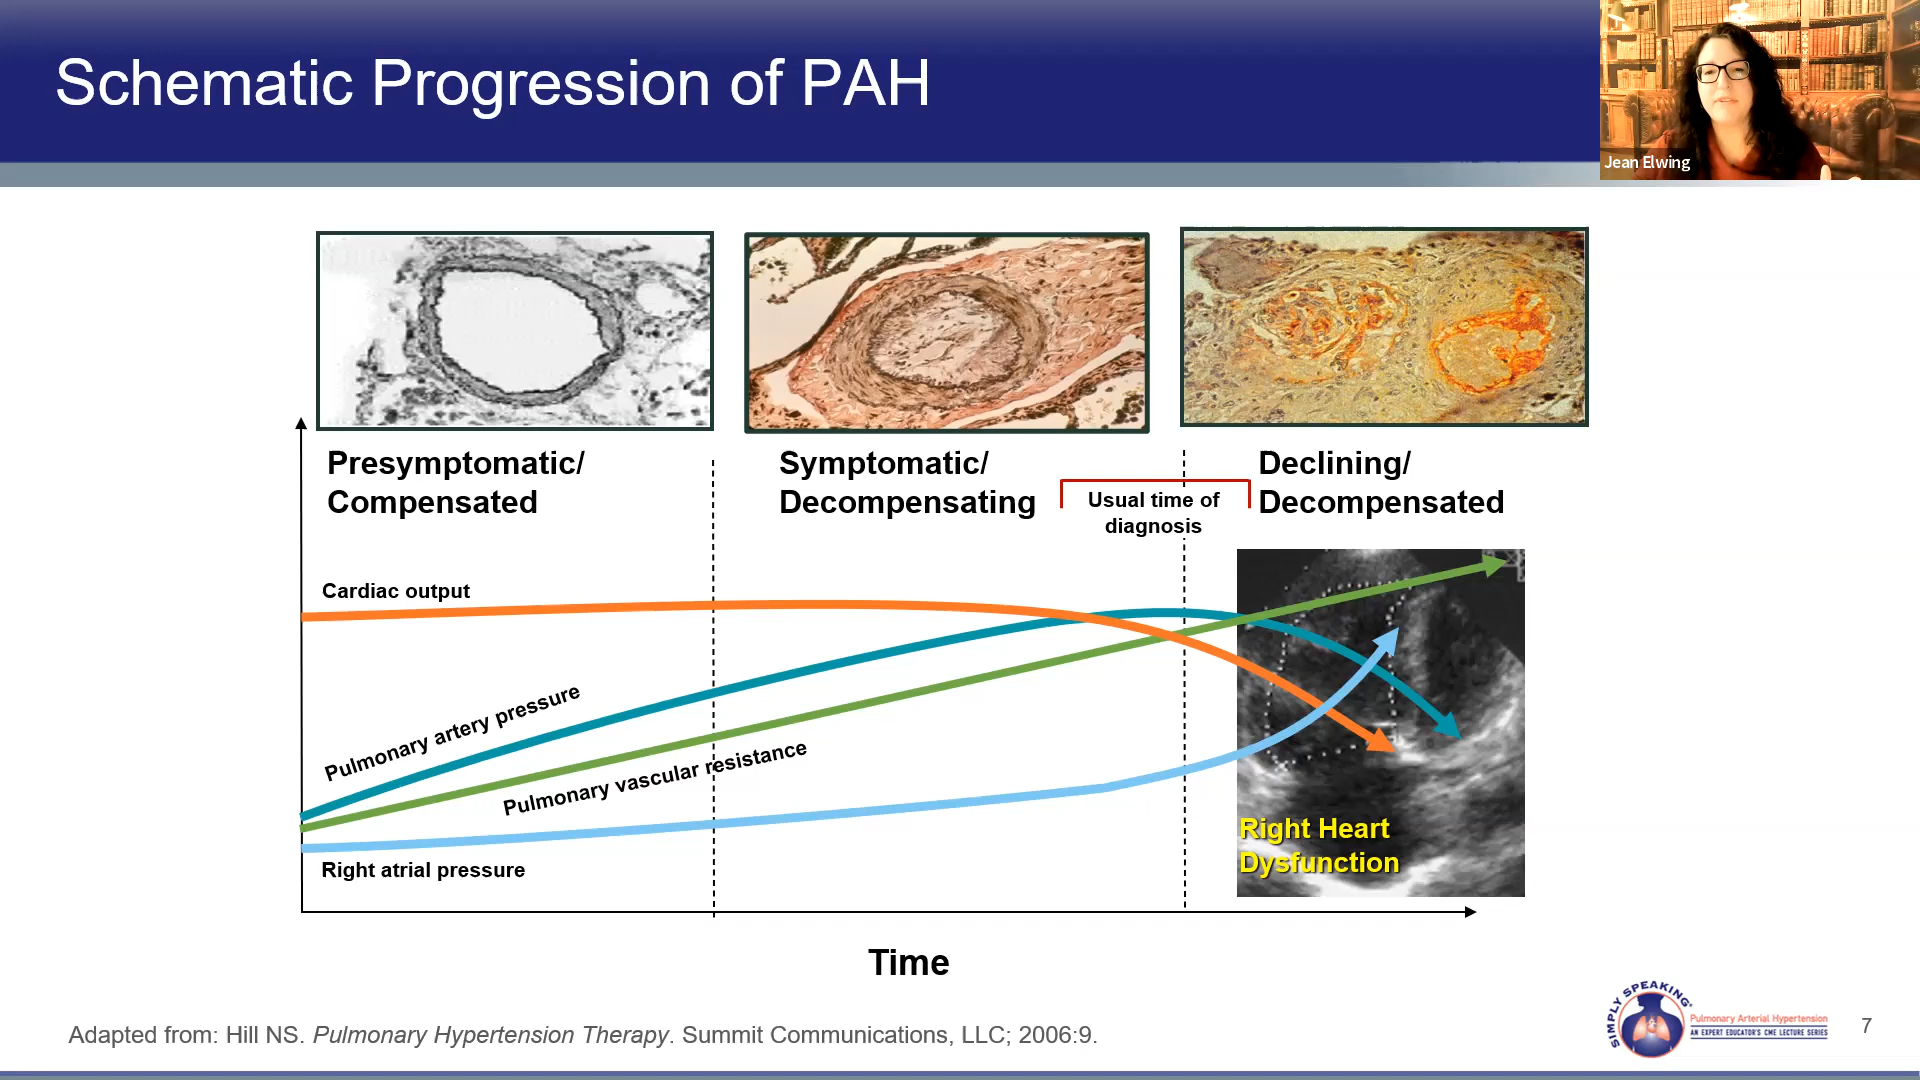 Schematic Progression of PAH
Jean Elwing
Presymptomatic/
Compensated
Symptomatic/
Decompensating
Usual time of
diagnosis
Declining/
Decompensated
Cardiac output
Pulmonary artery pressure
Pulmonary vascular resistance
Right atrial pressure
Right Heart
Dysfunction
Time
Adapted from: Hill NS. Pulmonary Hypertension Therapy. Summit Communications, LLC; 2006:9.
SIMPLY SPEAKING
Pulmonary Arterial Hypertension
AN EXPERT EDUCATOR'S CME LECTURE SERIES
7